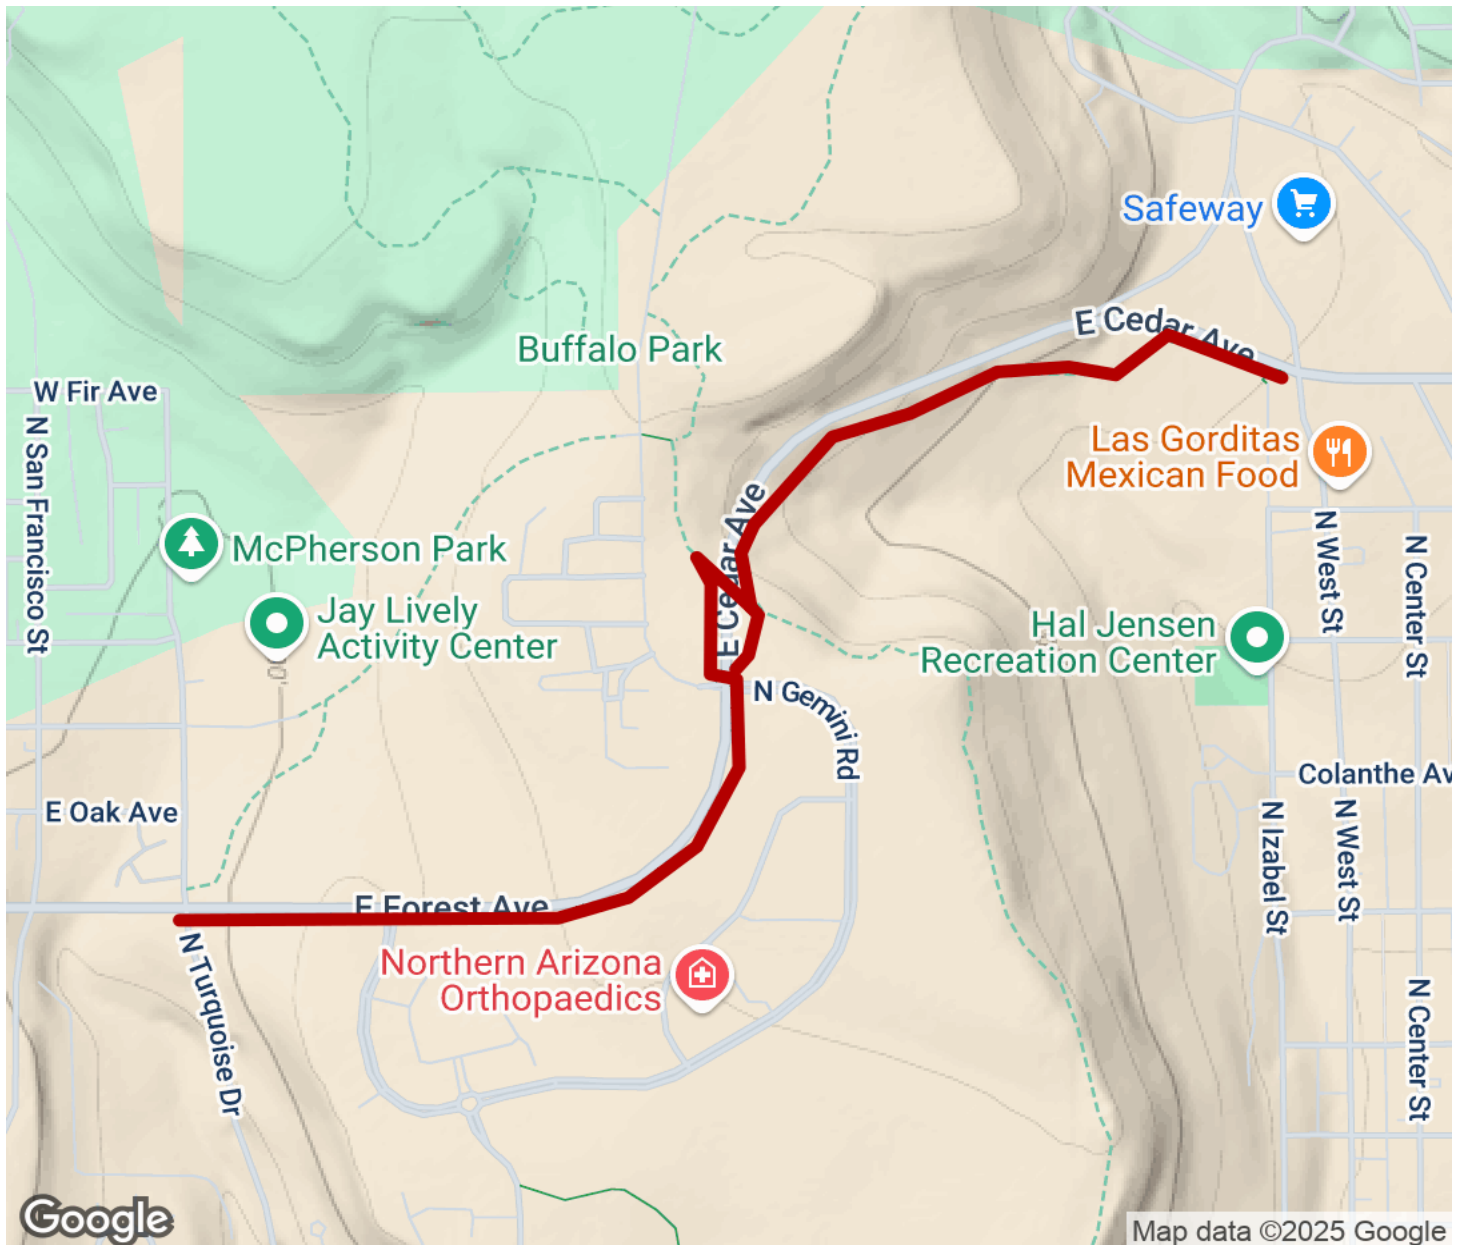 Safeway
E Cedar Ave
Buffalo Park
W Fir Ave
N San Francisco St
Las Gorditas
Mexican Food
E Cedar Ave
McPherson Park
N West St
N Center St
Jay Lively
Activity Center
Hal Jensen
Recreation Center
N Gemini Rd
Colanthe Av
E Oak Ave
N Izabel St
N West St
E Forest Ave
N Turquoise Dr
Northern Arizona
Orthopaedics
N Center St
Google
Map data ©2025 Google